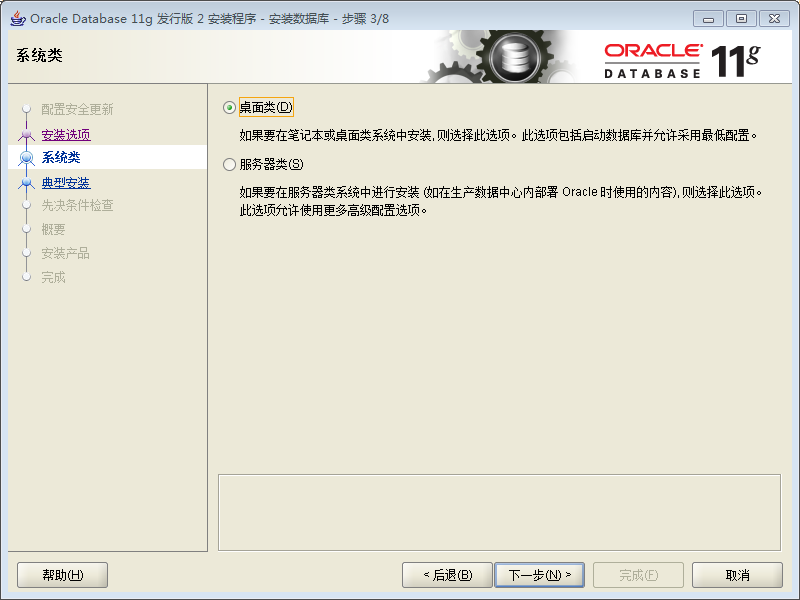 Oracle Database 11g 发行版 2 安装程序 - 安装数据库 - 步骤 3/8
系统类
ORACLE
DATABASE
11g
配置安全更新
安装选项
系统类
典型安装
先决条件检查
概要
安装产品
完成
桌面类(D)
如果要在笔记本或桌面类系统中安装,则选择此选项。此选项包括启动数据库并允许采用最低配置。
服务器类(S)
如果要在服务器类系统中进行安装 (如在生产数据中心内部署 Oracle 时使用的内容),则选择此选项。
此选项允许使用更多高级配置选项。
帮助(H)
< 后退(B)
下一步(N) >
完成(F)
取消